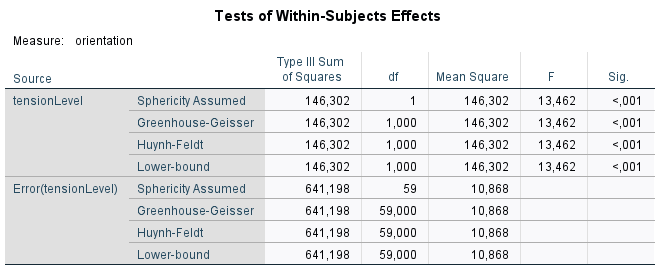 Tests of Within-Subjects Effects
Measure: orientation
Source Type III Sum of Squares df Mean Square F Sig.
tensionLevel Sphericity Assumed 146,302 1 146,302 13,462 <,001
Greenhouse-Geisser 146,302 1,000 146,302 13,462 <,001
Huynh-Feldt 146,302 1,000 146,302 13,462 <,001
Lower-bound 146,302 1,000 146,302 13,462 <,001
Error(tensionLevel) Sphericity Assumed 641,198 59 10,868
Greenhouse-Geisser 641,198 59,000 10,868
Huynh-Feldt 641,198 59,000 10,868
Lower-bound 641,198 59,000 10,868